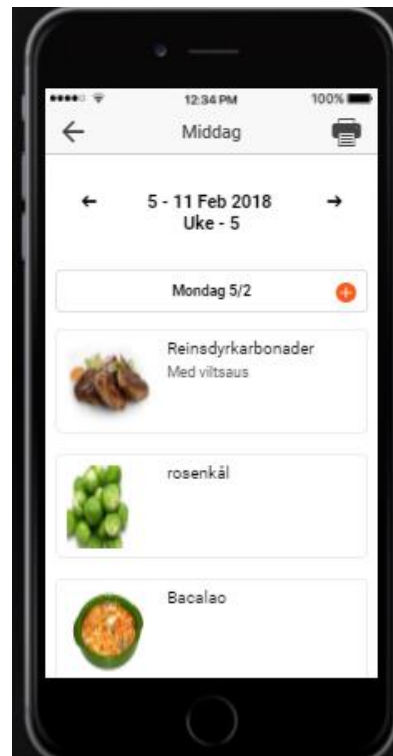 12:34 PM 100%
Middag
5 - 11 Feb 2018
Uke - 5
Mondag 5/2
Reinsdyrkarbonader
Med viltsaus
rosenkål
Bacalao